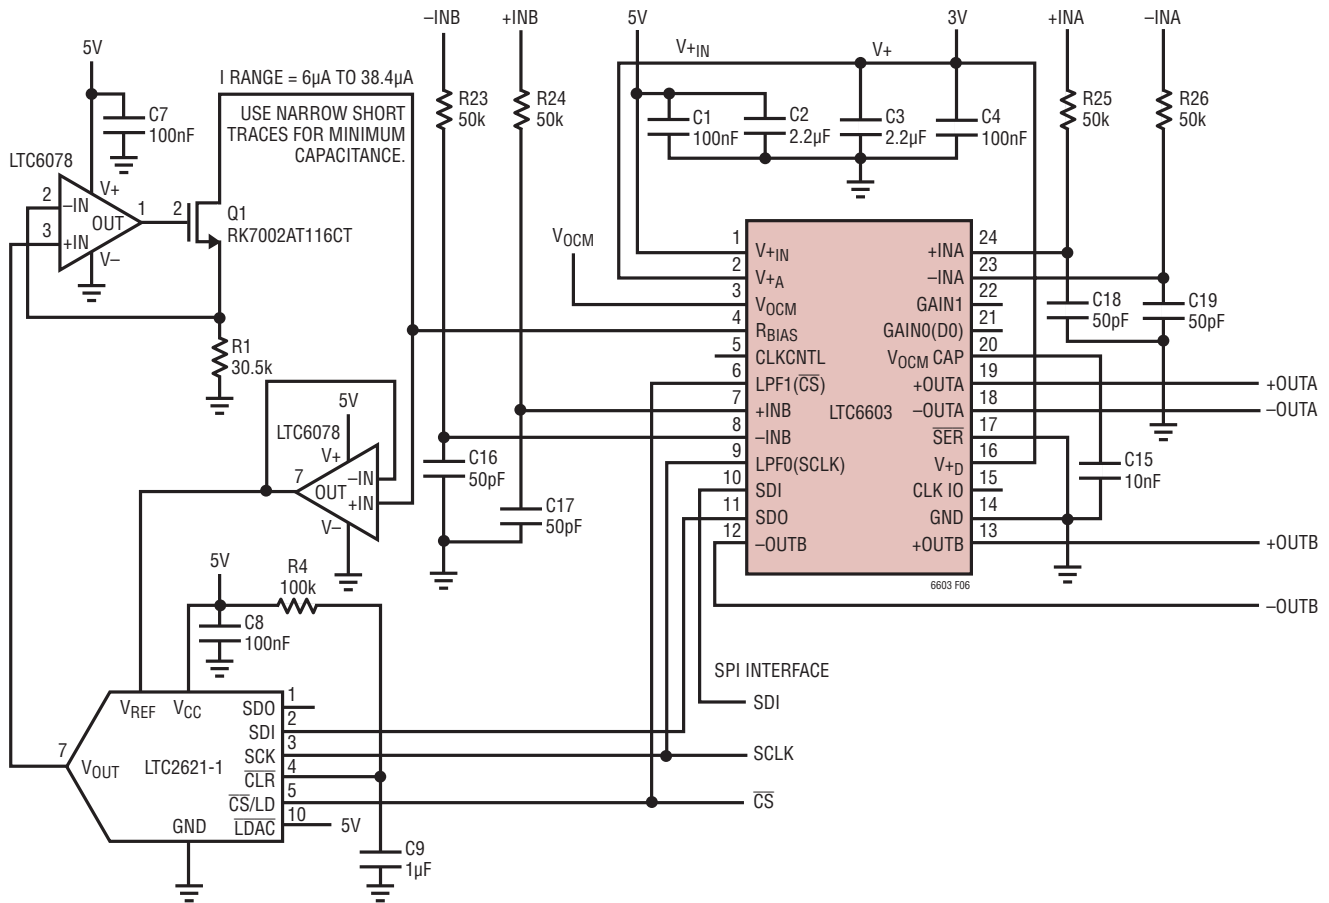 –INB
+INB
5V
3V
+INA
–INA
V+IN
V+
5V
I RANGE = 6µA TO 38.4µA
USE NARROW SHORT
TRACES FOR MINIMUM
CAPACITANCE.
C7
100nF
R23
50k
R24
50k
C1
100nF
C2
2.2µF
C3
2.2µF
C4
100nF
R25
50k
R26
50k
LTC6078
V+
2
–IN
3
+IN
OUT
1
V–
2
Q1
RK7002AT116CT
R1
30.5k
VOCM
1
V+IN
2
V+A
3
VOCM
4
RBIAS
5
CLKCNTL
6
LPF1(CS)
7
+INB
8
–INB
9
LPF0(SCLK)
10
SDI
11
SDO
12
–OUTB
LTC6603
+INA
24
–INA
23
GAIN1
22
GAIN0(D0)
21
VOCM CAP
20
+OUTA
19
–OUTA
18
SER
17
V+D
16
CLK IO
15
GND
14
+OUTB
13
6603 F06
C18
50pF
C19
50pF
+OUTA
–OUTA
C15
10nF
+OUTB
–OUTB
5V
LTC6078
V+
7
OUT
–IN
+IN
V–
C16
50pF
C17
50pF
5V
R4
100k
C8
100nF
SPI INTERFACE
SDI
SCLK
CS
VREF
VCC
SDO
1
SDI
2
SCK
3
CLR
4
CS/LD
5
LDAC
10
5V
7
VOUT
LTC2621-1
GND
C9
1µF